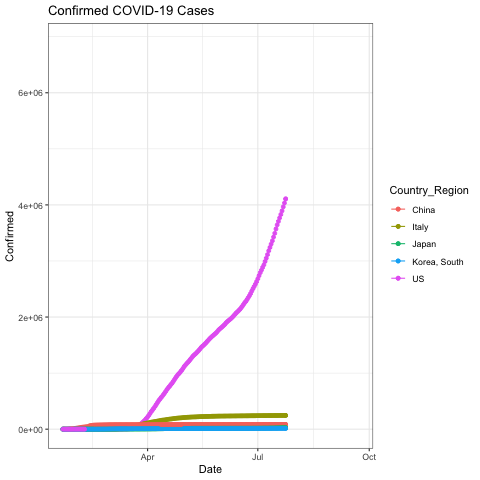 Confirmed COVID-19 Cases
6e+06
4e+06
2e+06
0e+00
Confirmed
Apr
Jul
Oct
Date
Country_Region
China
Italy
Japan
Korea, South
US